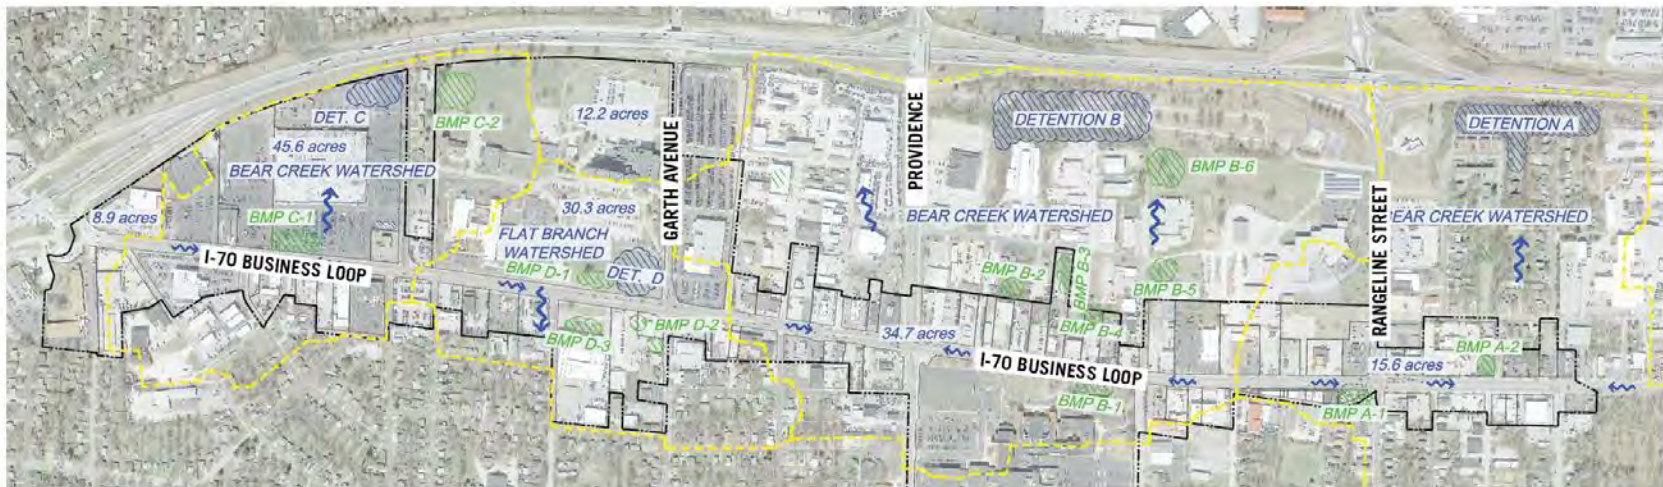 DET. C
BMP C-2
12.2 acres
45.6 acres
BEAR CREEK WATERSHED
8.9 acres
BMP C-1
I-70 BUSINESS LOOP
30.3 acres
FLAT BRANCH
WATERSHED
BMP D-1
DET. D
GARTH AVENUE
BMP D-2
BMP D-3
PROVIDENCE
DETENTION B
BMP B-6
BEAR CREEK WATERSHED
BMP B-2
BMP B-3
BMP B-5
BMP B-4
34.7 acres
I-70 BUSINESS LOOP
BMP B-1
RANGELINE STREET
DETENTION A
BEAR CREEK WATERSHED
15.6 acres
BMP A-2
BMP A-1